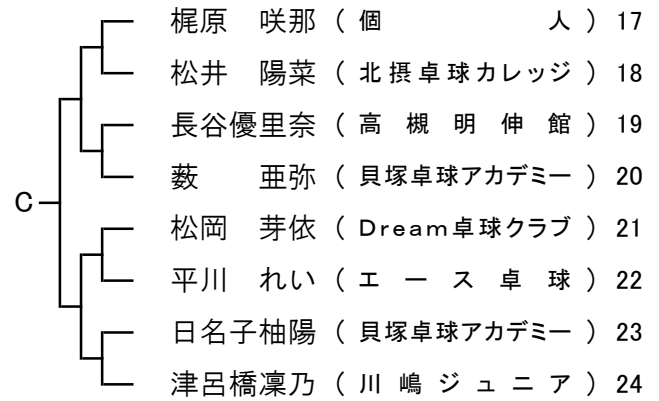 梶原　咲那 ( 個　人 ) 17
松井　陽菜 ( 北摂卓球カレッジ ) 18
長谷優里奈 ( 高槻明伸館 ) 19
薮　亜弥 ( 貝塚卓球アカデミー ) 20
C
松岡　芽依 ( Dream卓球クラブ ) 21
平川　れい ( エース卓球 ) 22
日名子柚陽 ( 貝塚卓球アカデミー ) 23
津呂橋凜乃 ( 川嶋ジュニア ) 24